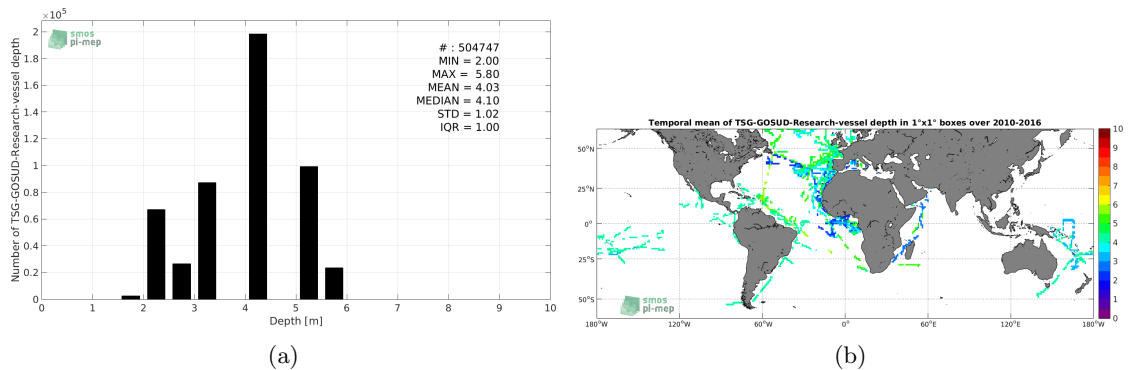 ×10⁵
smos
pi-mep
# : 504747
MIN = 2.00
MAX = 5.80
MEAN = 4.03
MEDIAN = 4.10
STD = 1.02
IQR = 1.00
Number of TSG-GOSUD-Research-vessel depth
2
1.8
1.6
1.4
1.2
1
0.8
0.6
0.4
0.2
0
0 1 2 3 4 5 6 7 8 9 10
Depth [m]
(a)
Temporal mean of TSG-GOSUD-Research-vessel depth in 1°x1° boxes over 2010-2016
50°N
25°N
0°
25°S
50°S
smos
pi-mep
180°W 120°W 60°W 0° 60°E 120°E 180°W
10
9
8
7
6
5
4
3
2
1
0
(b)